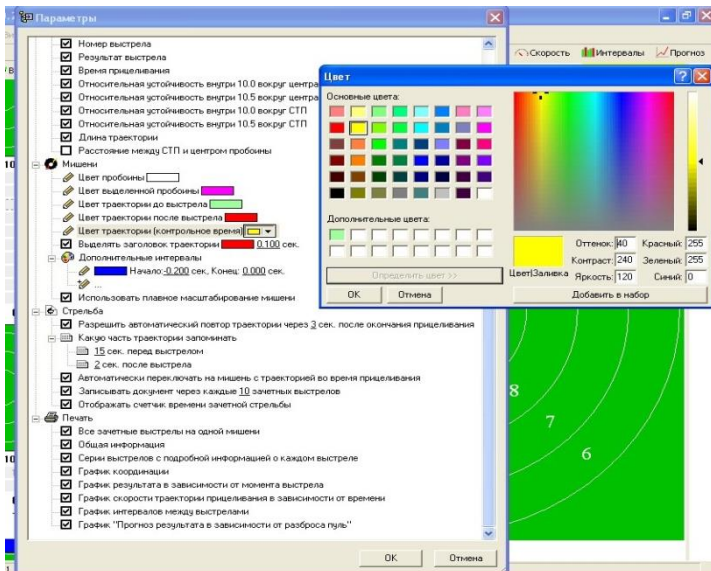 Параметры
Номер выстрела
Результат выстрела
Время прицеливания
Относительная устойчивость внутри 10.0 вокруг центра
Относительная устойчивость внутри 10.5 вокруг центра
Относительная устойчивость внутри 10.0 вокруг СТП
Относительная устойчивость внутри 10.5 вокруг СТП
Длина траектории
Расстояние между СТП и центром пробоины
Мишени
Цвет пробоины
Цвет выделенной пробоины
Цвет траектории до выстрела
Цвет траектории после выстрела
Цвет траектории (контрольное время)
Выделять заголовок траектории 0.100 сек.
Дополнительные интервалы
Начало:-0.200 сек, Конец: 0.000 сек.
...
Использовать плавное масштабирование мишени
Стрельба
Разрешить автоматический повтор траектории через 3 сек. после окончания прицеливания
Какую часть траектории запоминать
15 сек. перед выстрелом
2 сек. после выстрела
Автоматически переключать на мишень с траекторией во время прицеливания
Записывать документ через каждые 10 зачетных выстрелов
Отображать счетчик времени зачетной стрельбы
Печать
Все зачетные выстрелы на одной мишени
Общая информация
Серии выстрелов с подробной информацией о каждом выстреле
График координации
График результата в зависимости от момента выстрела
График скорости траектории прицеливания в зависимости от времени
График интервалов между выстрелами
График "Прогноз результата в зависимости от разброса пуль"
OK Отмена
Скорость Интервалы Прогноз
Цвет
Основные цвета:
Дополнительные цвета:
Определить цвет >>
OK Отмена
Цвет|Заливка
Оттенок: 40 Красный: 255
Контраст: 240 Зеленый: 255
Яркость: 120 Синий: 0
Добавить в набор
8
7
6